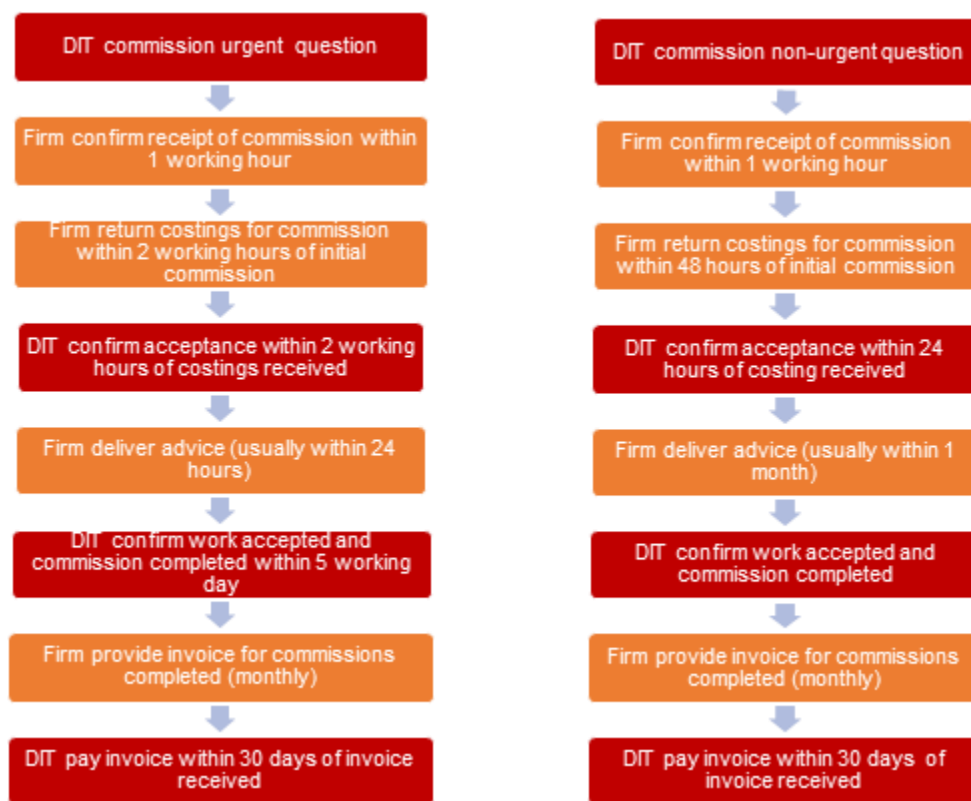 DIT commission urgent question
Firm confirm receipt of commission within
1 working hour
Firm return costings for commission
within 2 working hours of initial
commission
DIT confirm acceptance within 2 working
hours of costings received
Firm deliver advice (usually within 24
hours)
DIT confirm work accepted and
commission completed within 5 working
day
Firm provide invoice for commissions
completed (monthly)
DIT pay invoice within 30 days of invoice
received
DIT commission non-urgent question
Firm confirm receipt of commission
within 1 working hour
Firm return costings for commission
within 48 hours of initial commission
DIT confirm acceptance within 24
hours of costing received
Firm deliver advice (usually within 1
month)
DIT confirm work accepted and
commission completed
Firm provide invoice for commissions
completed (monthly)
DIT pay invoice within 30 days of
invoice received